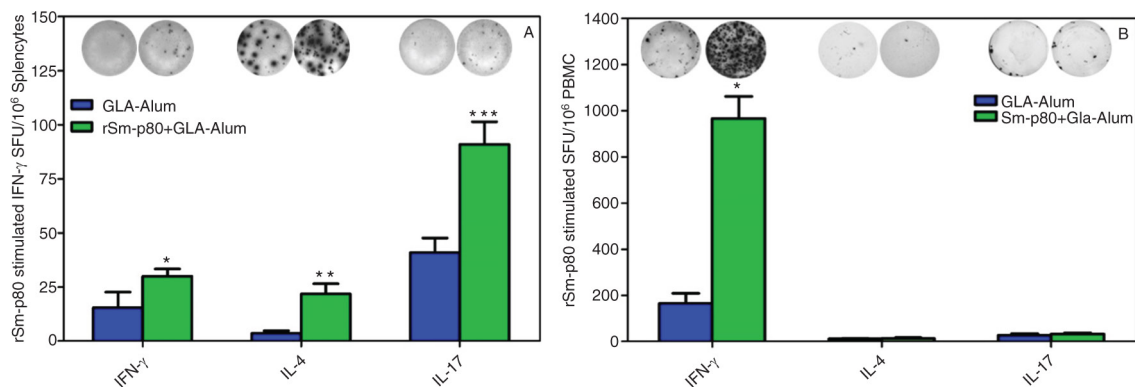 A
rSm-p80 stimulated IFN-γ SFU/10⁶ Splencytes
150
125
100
75
50
25
0
GLA-Alum
rSm-p80+GLA-Alum
*
**
***
IFN-γ
IL-4
IL-17
B
rSm-p80 stimulated SFU/10⁶ PBMC
1400
1200
1000
800
600
400
200
0
GLA-Alum
Sm-p80+Gla-Alum
*
IFN-γ
IL-4
IL-17